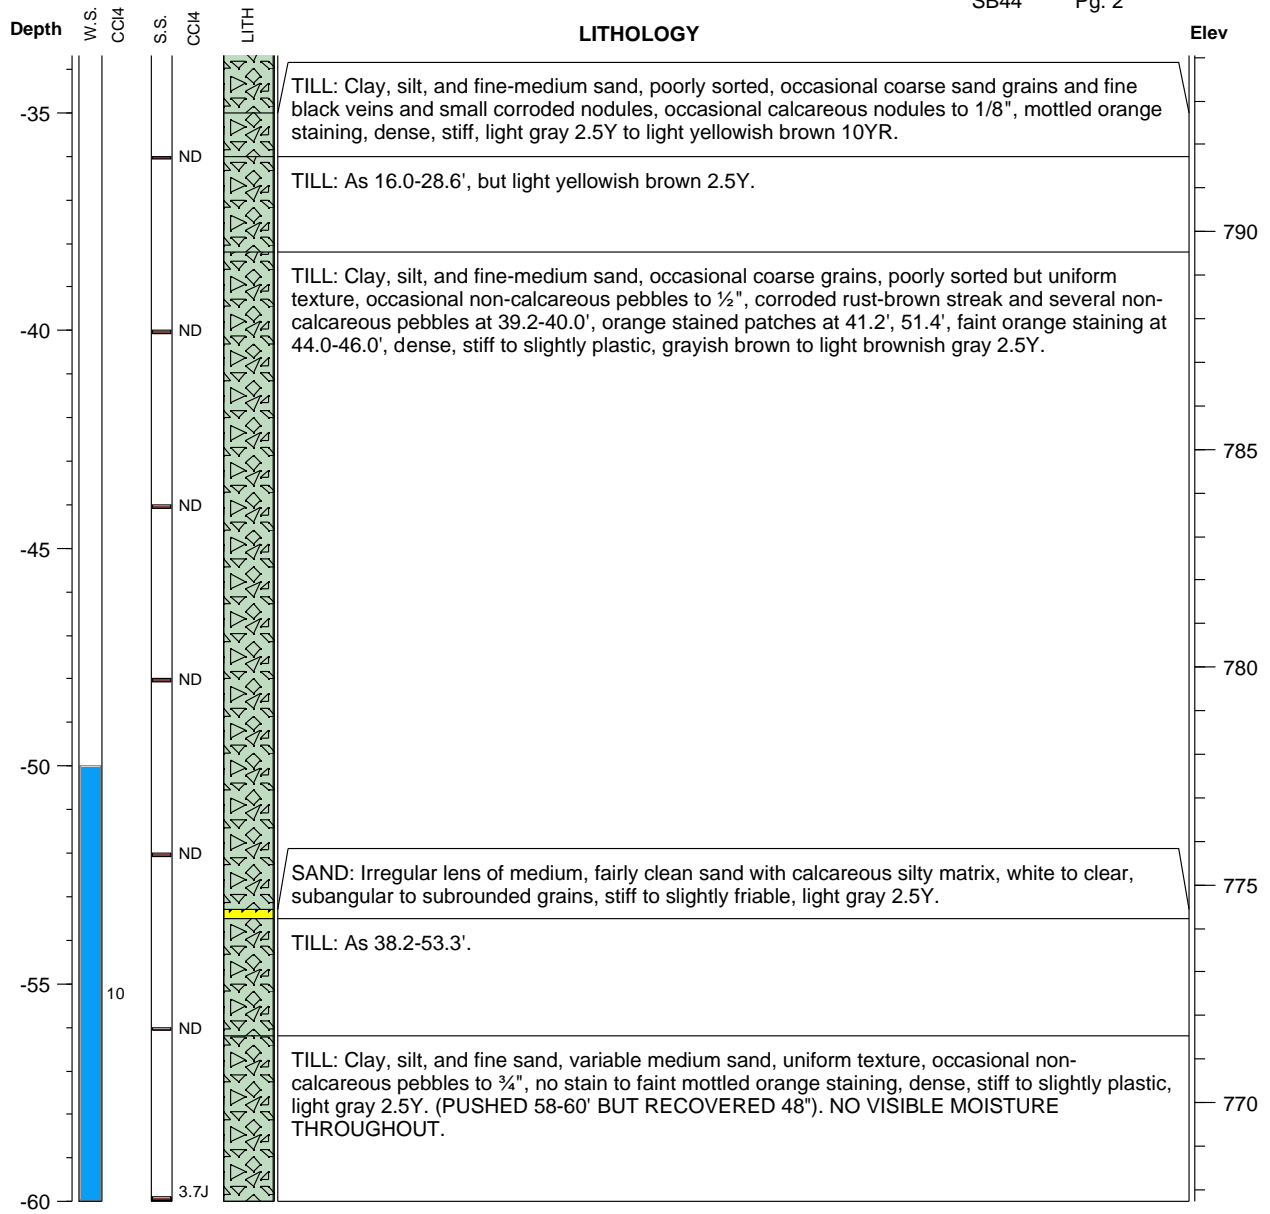 SB44 Pg. 2
Depth W.S. CCl4 S.S. CCl4 LITH LITHOLOGY Elev
TILL: Clay, silt, and fine-medium sand, poorly sorted, occasional coarse sand grains and fine
black veins and small corroded nodules, occasional calcareous nodules to 1/8", mottled orange
staining, dense, stiff, light gray 2.5Y to light yellowish brown 10YR.
-35
ND
TILL: As 16.0-28.6', but light yellowish brown 2.5Y.
790
TILL: Clay, silt, and fine-medium sand, occasional coarse grains, poorly sorted but uniform
texture, occasional non-calcareous pebbles to ½", corroded rust-brown streak and several non-
calcareous pebbles at 39.2-40.0', orange stained patches at 41.2', 51.4', faint orange staining at
44.0-46.0', dense, stiff to slightly plastic, grayish brown to light brownish gray 2.5Y.
-40 ND
785
ND
-45
780
ND
-50
ND
SAND: Irregular lens of medium, fairly clean sand with calcareous silty matrix, white to clear,
subangular to subrounded grains, stiff to slightly friable, light gray 2.5Y.
775
TILL: As 38.2-53.3'.
-55
10
ND
TILL: Clay, silt, and fine sand, variable medium sand, uniform texture, occasional non-
calcareous pebbles to ¾", no stain to faint mottled orange staining, dense, stiff to slightly plastic,
light gray 2.5Y. (PUSHED 58-60' BUT RECOVERED 48"). NO VISIBLE MOISTURE
THROUGHOUT.
770
3.7J
-60